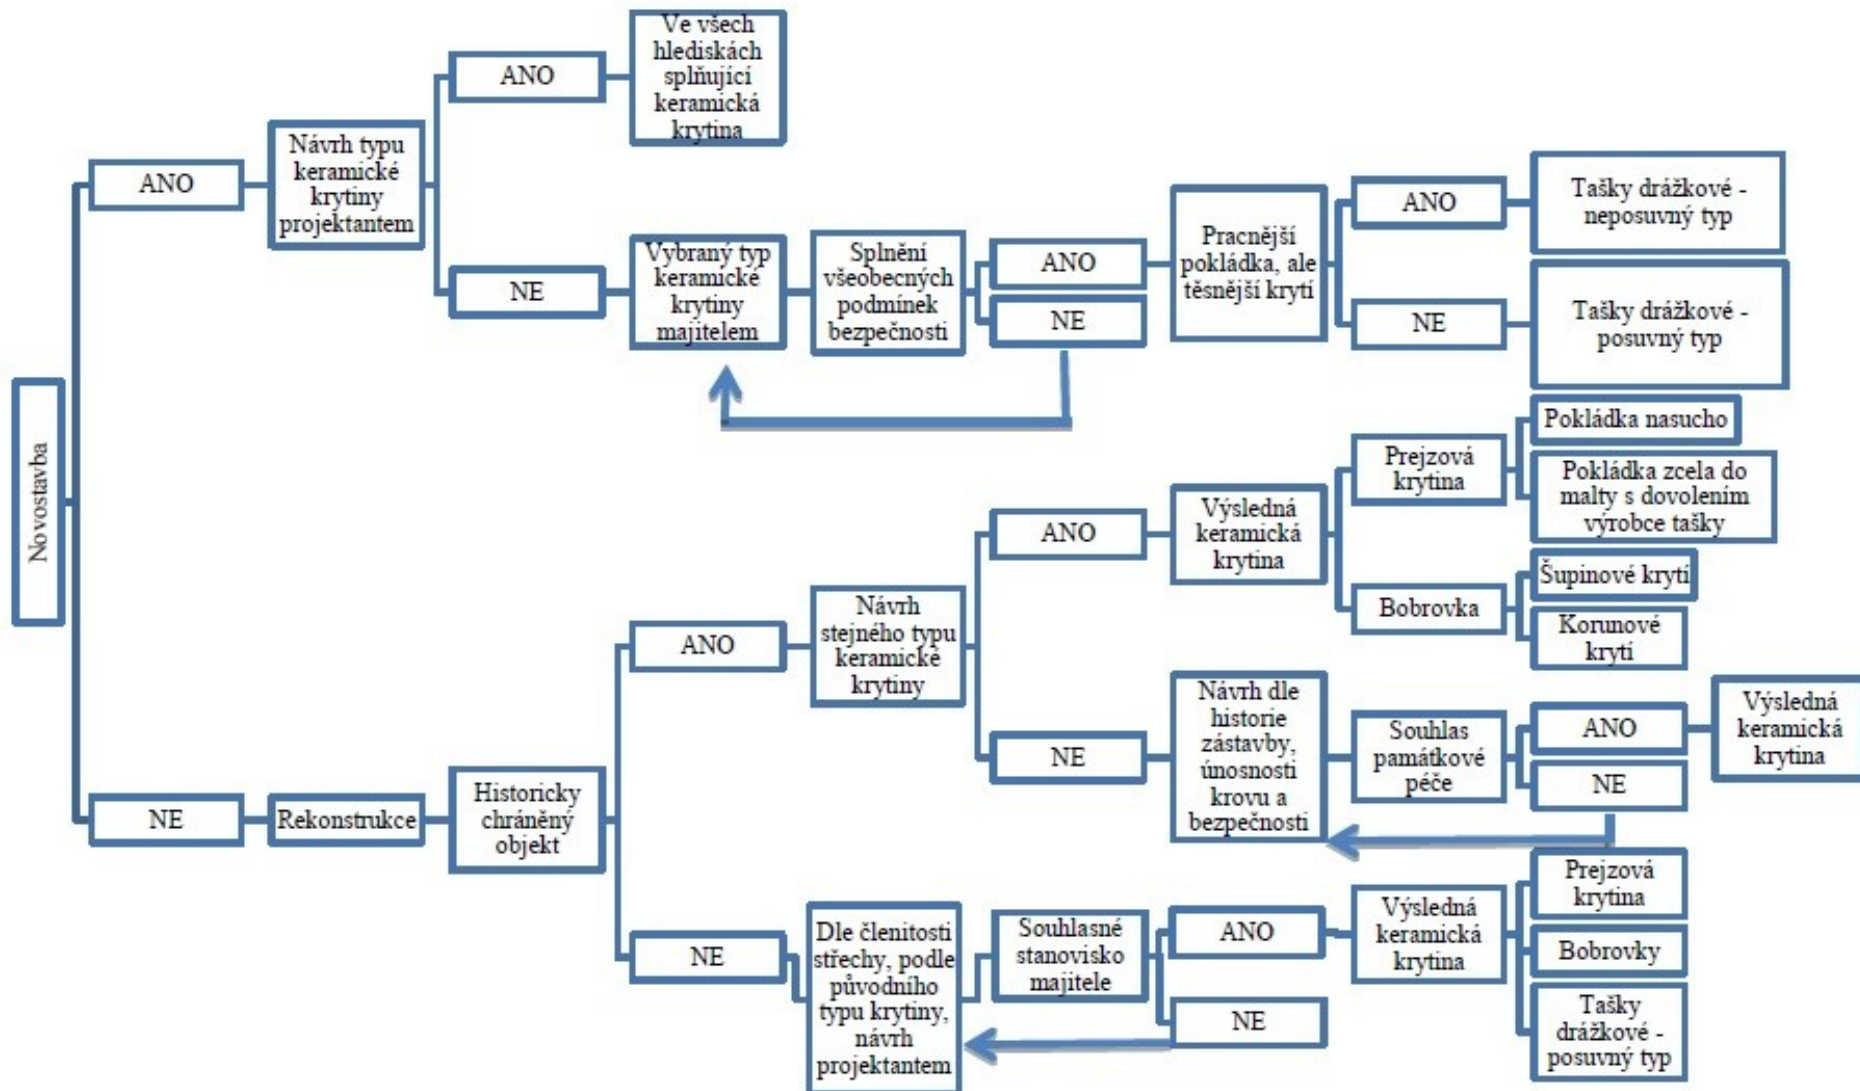 Novostavba
ANO
Návrh typu
keramické
krytiny
projektantem
ANO
Ve všech
hlediskách
splňující
keramická
krytina
NE
Vybraný typ
keramické
krytiny
majitelem
Splnění
všeobecných
podmínek
bezpečnosti
ANO
NE
Pracnější
pokládka, ale
těsnější krytí
ANO
Tašky drážkové -
neposuvný typ
NE
Tašky drážkové -
posuvný typ
NE
Rekonstrukce
Historicky
chráněný
objekt
ANO
Návrh
stejného typu
keramické
krytiny
ANO
Výsledná
keramická
krytina
Prejzová
krytina
Pokládka nasucho
Pokládka zcela do
malty s dovolením
výrobce tašky
Bobrovka
Šupinové krytí
Korunové
krytí
NE
Návrh dle
historie
zástavby,
únosnosti
krovu a
bezpečnosti
Souhlas
památkové
péče
ANO
Výsledná
keramická
krytina
NE
NE
Dle členitosti
střechy, podle
původního
typu krytiny,
návrh
projektantem
Souhlasné
stanovisko
majitele
ANO
Výsledná
keramická
krytina
Prejzová
krytina
Bobrovky
Tašky
drážkové -
posuvný typ
NE